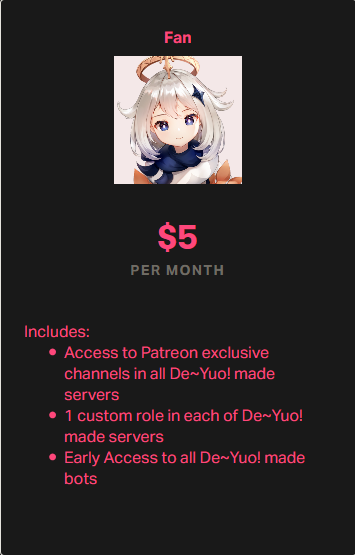 Fan
$5
PER MONTH
Includes:
• Access to Patreon exclusive
channels in all De~Yuo! made
servers
• 1 custom role in each of De~Yuo!
made servers
• Early Access to all De~Yuo! made
bots